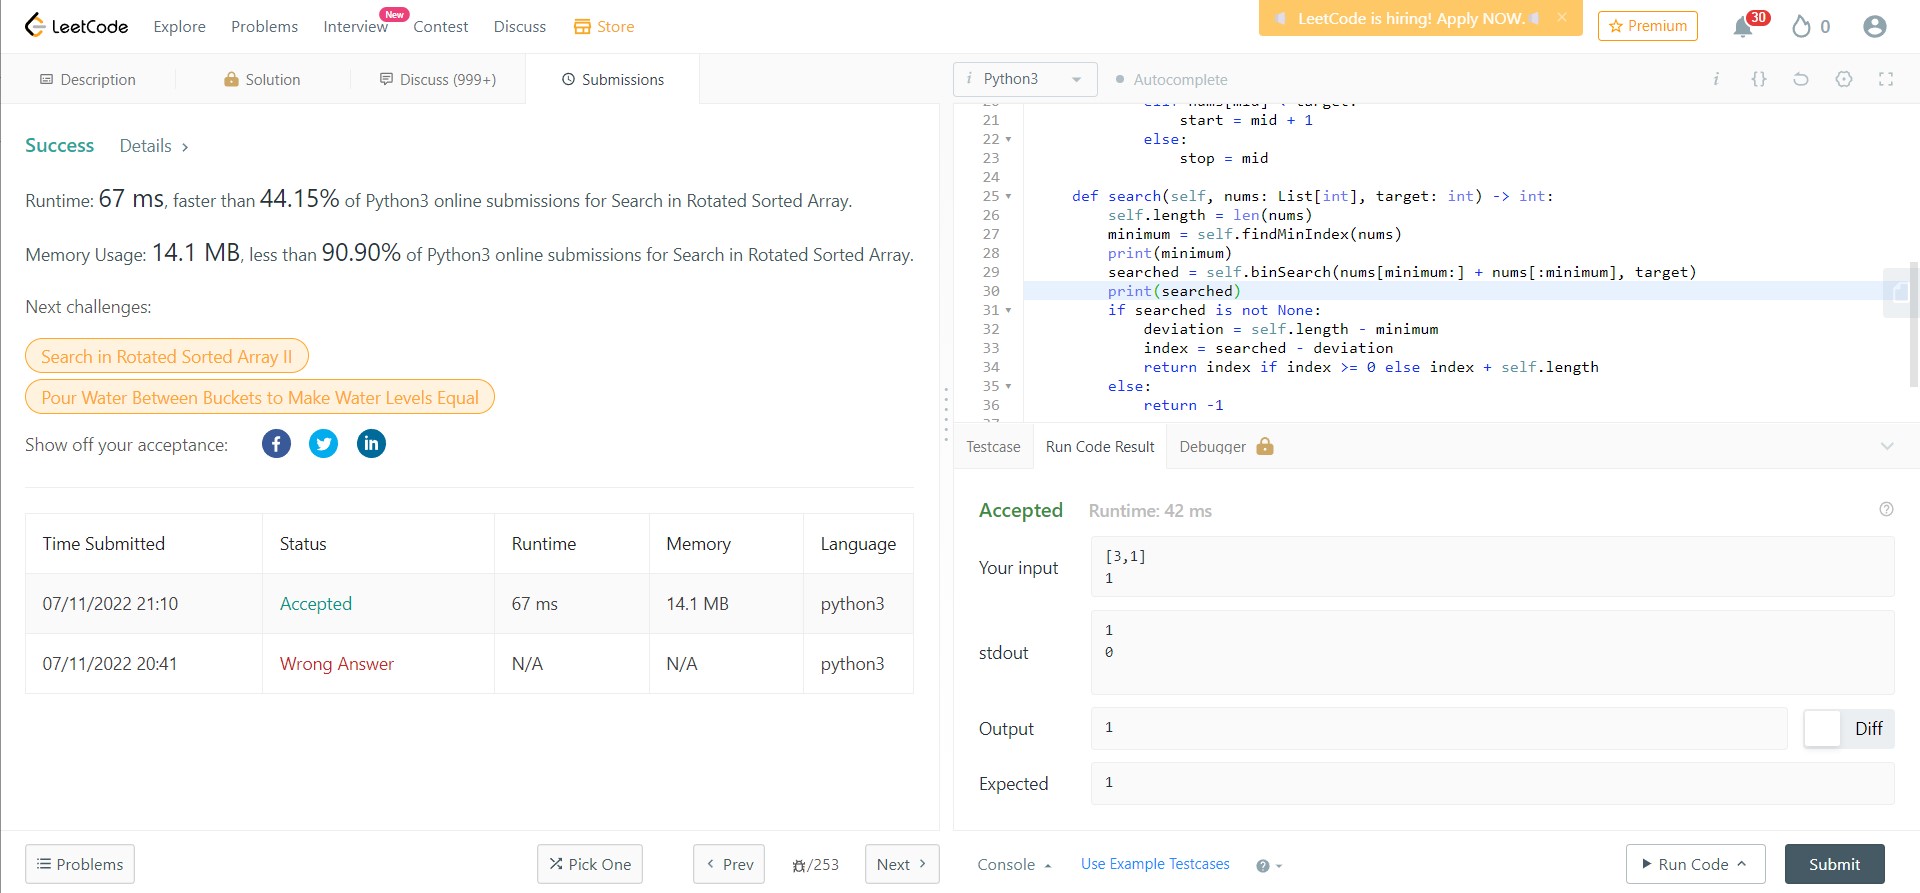 LeetCode Explore Problems Interview New Contest Discuss Store LeetCode is hiring! Apply NOW. Premium 30 0
Description Solution Discuss (999+) Submissions
Success Details
Runtime: 67 ms, faster than 44.15% of Python3 online submissions for Search in Rotated Sorted Array.
Memory Usage: 14.1 MB, less than 90.90% of Python3 online submissions for Search in Rotated Sorted Array.
Next challenges:
Search in Rotated Sorted Array II
Pour Water Between Buckets to Make Water Levels Equal
Show off your acceptance:
Time Submitted Status Runtime Memory Language
07/11/2022 21:10 Accepted 67 ms 14.1 MB python3
07/11/2022 20:41 Wrong Answer N/A N/A python3
Problems Pick One < Prev /253 Next >
i Python3 Autocomplete i {}
21 start = mid + 1
22 else:
23 stop = mid
24
25 def search(self, nums: List[int], target: int) -> int:
26 self.length = len(nums)
27 minimum = self.findMinIndex(nums)
28 print(minimum)
29 searched = self.binSearch(nums[minimum:] + nums[:minimum], target)
30 print(searched)
31 if searched is not None:
32 deviation = self.length - minimum
33 index = searched - deviation
34 return index if index >= 0 else index + self.length
35 else:
36 return -1
Testcase Run Code Result Debugger
Accepted Runtime: 42 ms
Your input
[3,1]
1
stdout
1
0
Output 1 Diff
Expected 1
Console Use Example Testcases Run Code Submit